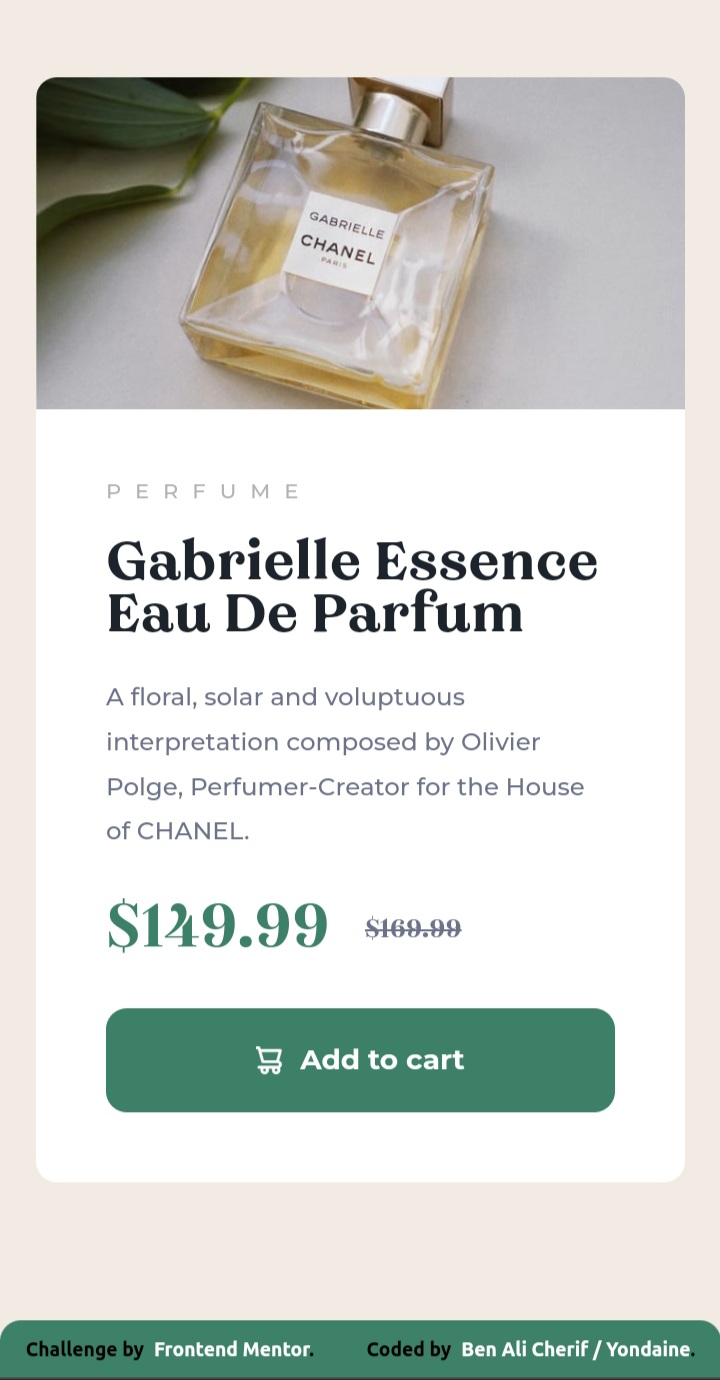 GABRIELLE
CHANEL
PARIS
PERFUME
Gabrielle Essence
Eau De Parfum
A floral, solar and voluptuous
interpretation composed by Olivier
Polge, Perfumer-Creator for the House
of CHANEL.
$149.99 $169.99
Add to cart
Challenge by Frontend Mentor. Coded by Ben Ali Cherif / Yondaine.